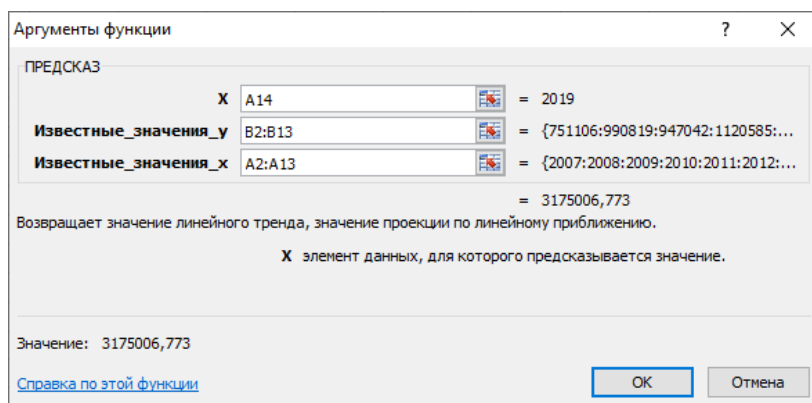 Аргументы функции ? ×
ПРЕДСКАЗ
X A14 = 2019
Известные_значения_y B2:B13 = {751106:990819:947042:1120585:...
Известные_значения_x A2:A13 = {2007:2008:2009:2010:2011:2012:...
= 3175006,773
Возвращает значение линейного тренда, значение проекции по линейному приближению.
X элемент данных, для которого предсказывается значение.
Значение: 3175006,773
Справка по этой функции
ОК Отмена